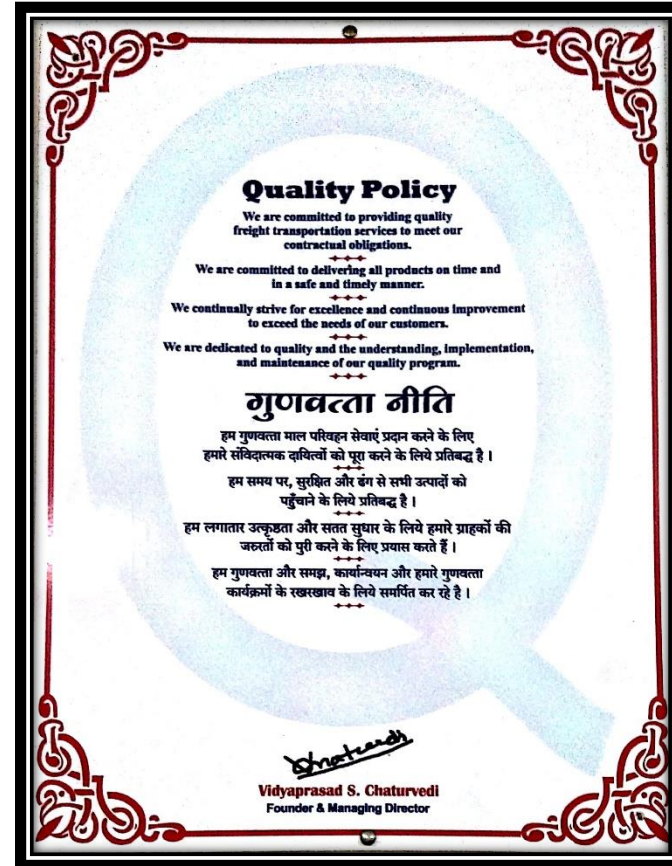 Quality Policy
We are committed to providing quality
freight transportation services to meet our
contractual obligations.
We are committed to delivering all products on time and
in a safe and timely manner.
We continually strive for excellence and continuous improvement
to exceed the needs of our customers.
We are dedicated to quality and the understanding, implementation,
and maintenance of our quality program.
गुणवत्ता नीति
हम गुणवत्ता माल परिवहन सेवाएं प्रदान करने के लिए
हमारे संविदात्मक दायित्वों को पूरा करने के लिये प्रतिबद्ध है ।
हम समय पर, सुरक्षित और ढंग से सभी उत्पादों को
पहुँचाने के लिये प्रतिबद्ध है ।
हम लगातार उत्कृष्ठता और सतत सुधार के लिये हमारे ग्राहकों की
जरुरतों को पुरी करने के लिए प्रयास करते हैं ।
हम गुणवत्ता और समझ, कार्यान्वयन और हमारे गुणवत्ता
कार्यक्रमों के रखरखाव के लिये समर्पित कर रहे है ।
Vidyaprasad S. Chaturvedi
Founder & Managing Director